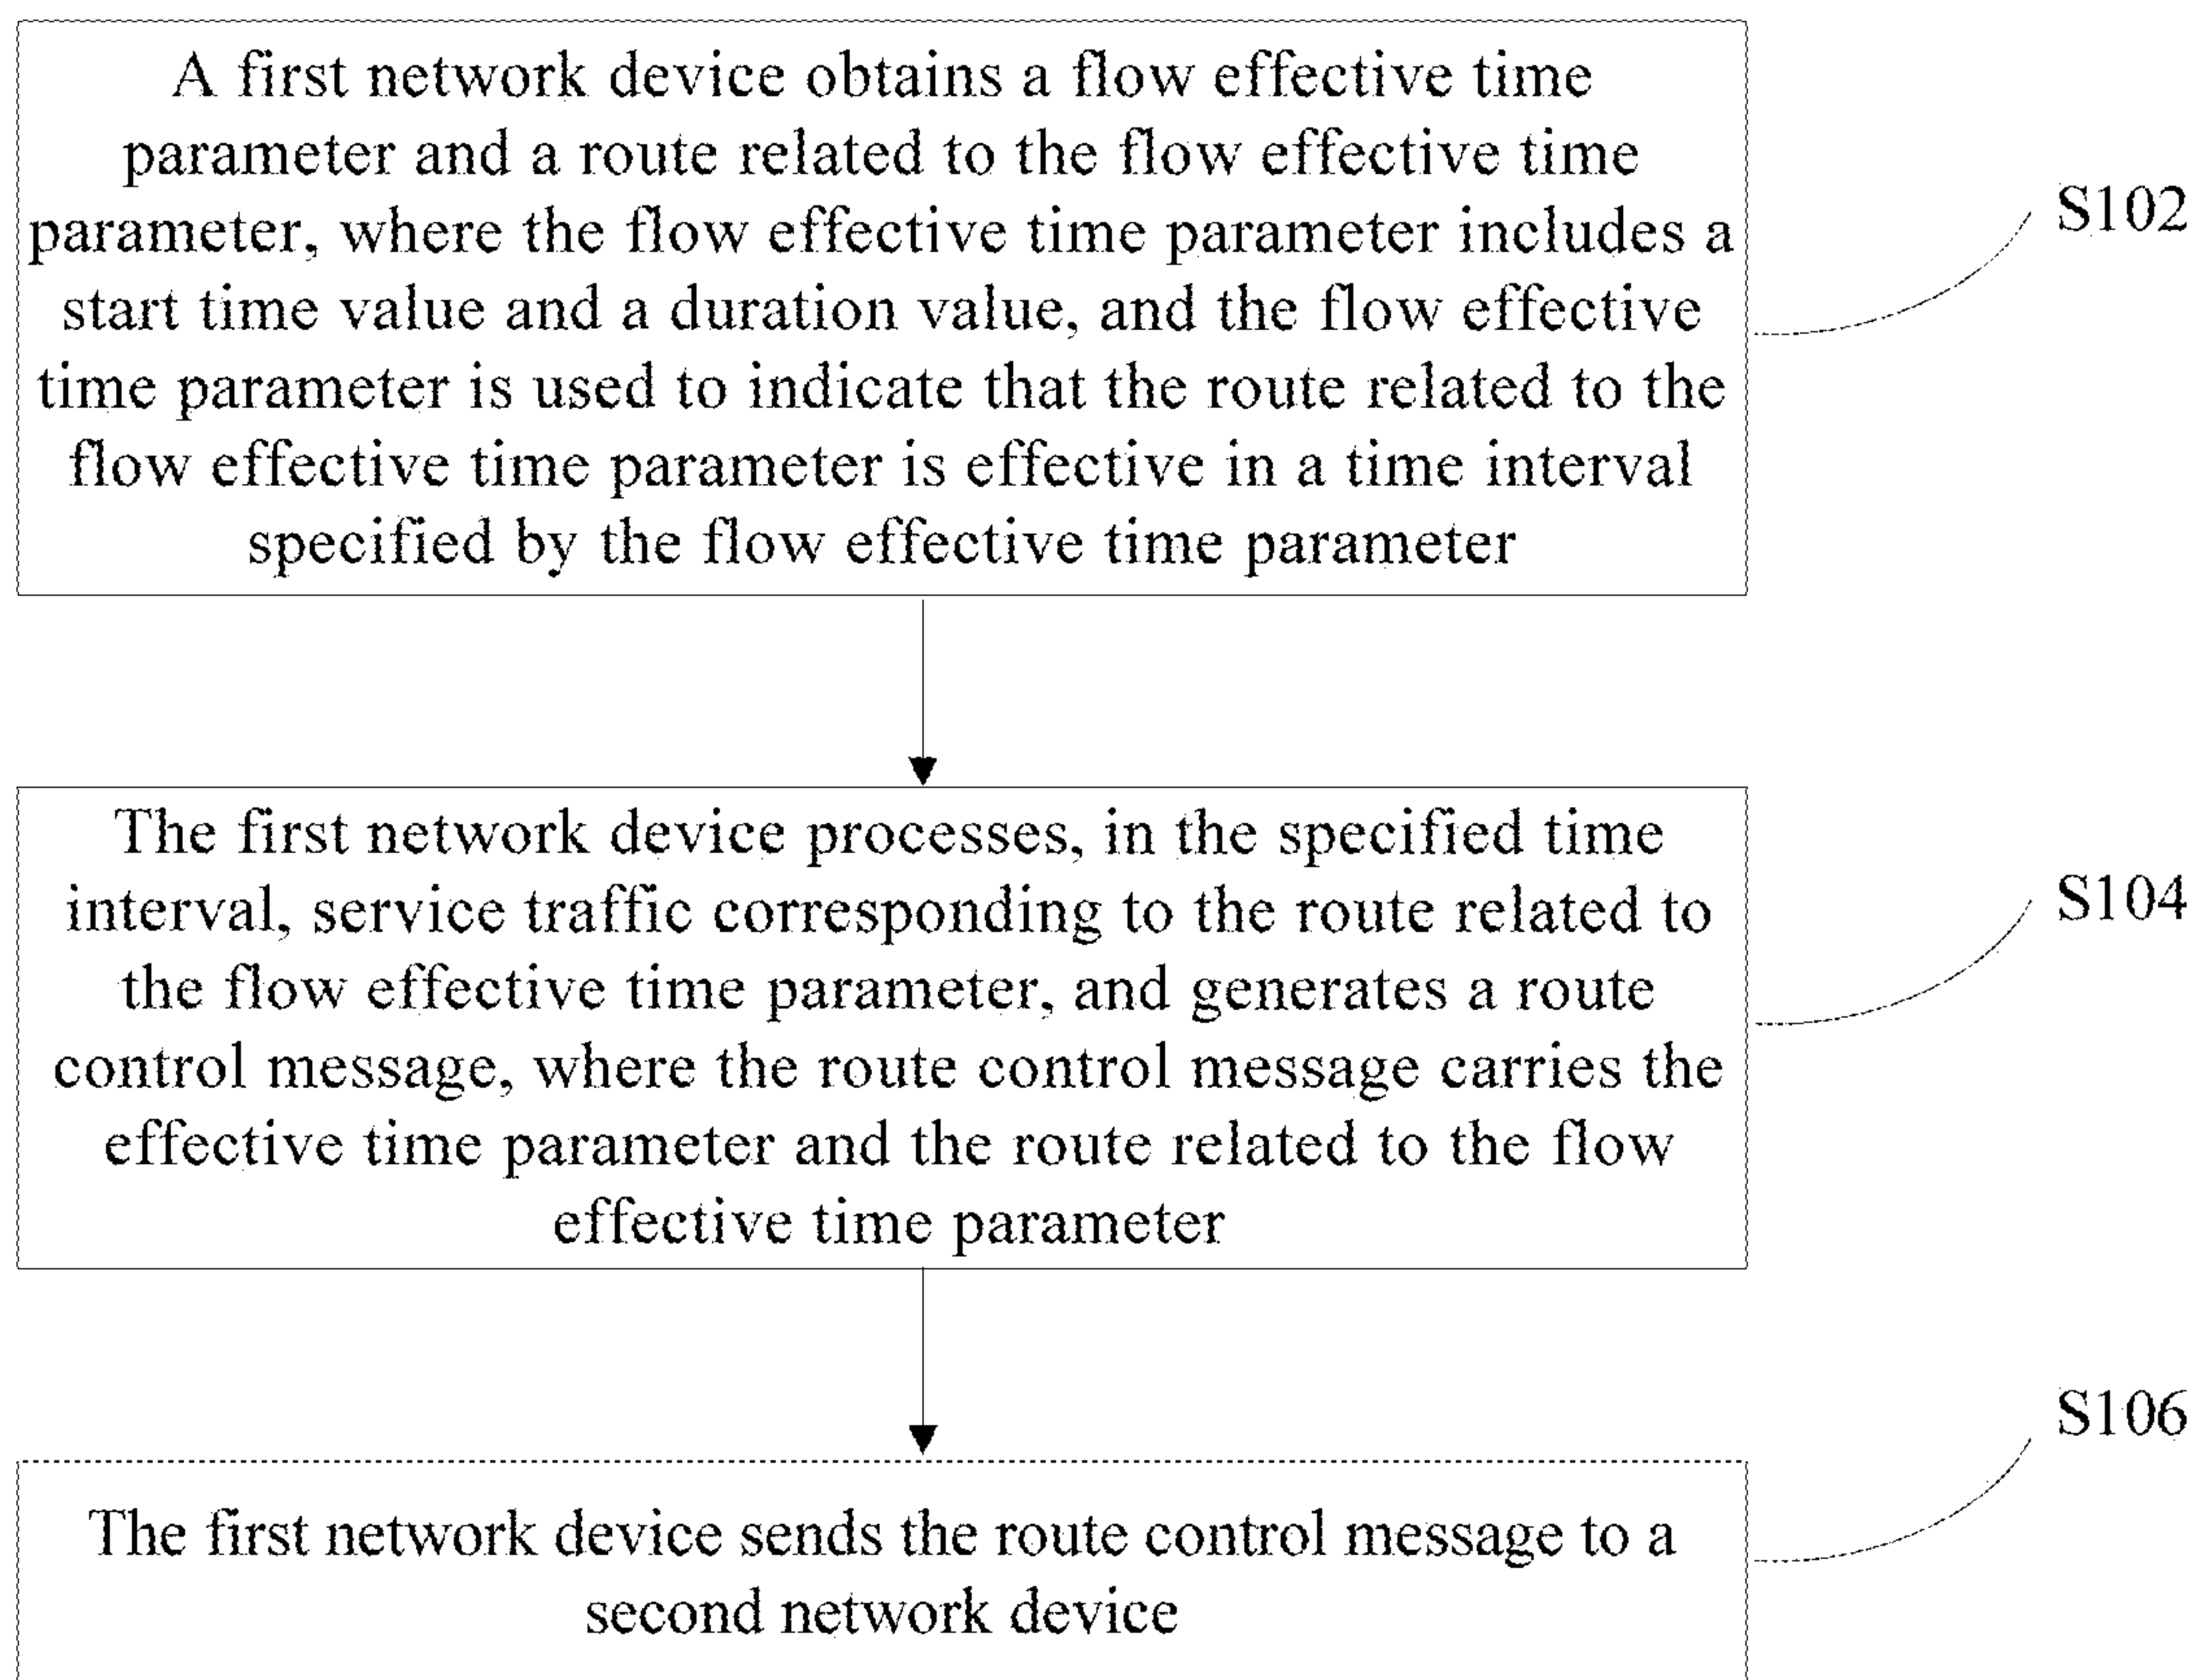 A first network device obtains a flow effective time
parameter and a route related to the flow effective time
parameter, where the flow effective time parameter includes a
start time value and a duration value, and the flow effective
time parameter is used to indicate that the route related to the
flow effective time parameter is effective in a time interval
specified by the flow effective time parameter
S102
The first network device processes, in the specified time
interval, service traffic corresponding to the route related to
the flow effective time parameter, and generates a route
control message, where the route control message carries the
effective time parameter and the route related to the flow
effective time parameter
S104
The first network device sends the route control message to a
second network device
S106